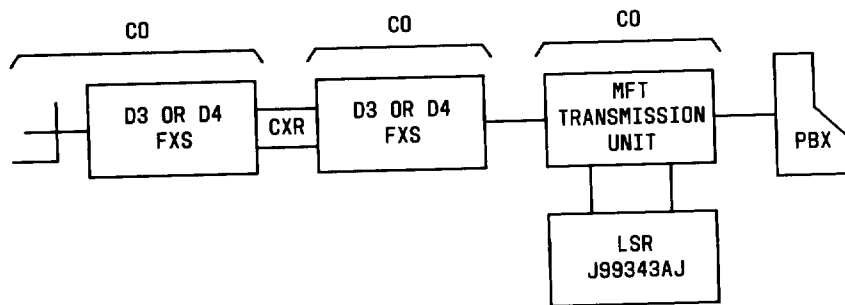 CO
CO
CO
D3 OR D4
FXS
CXR
D3 OR D4
FXS
MFT
TRANSMISSION
UNIT
PBX
LSR
J99343AJ